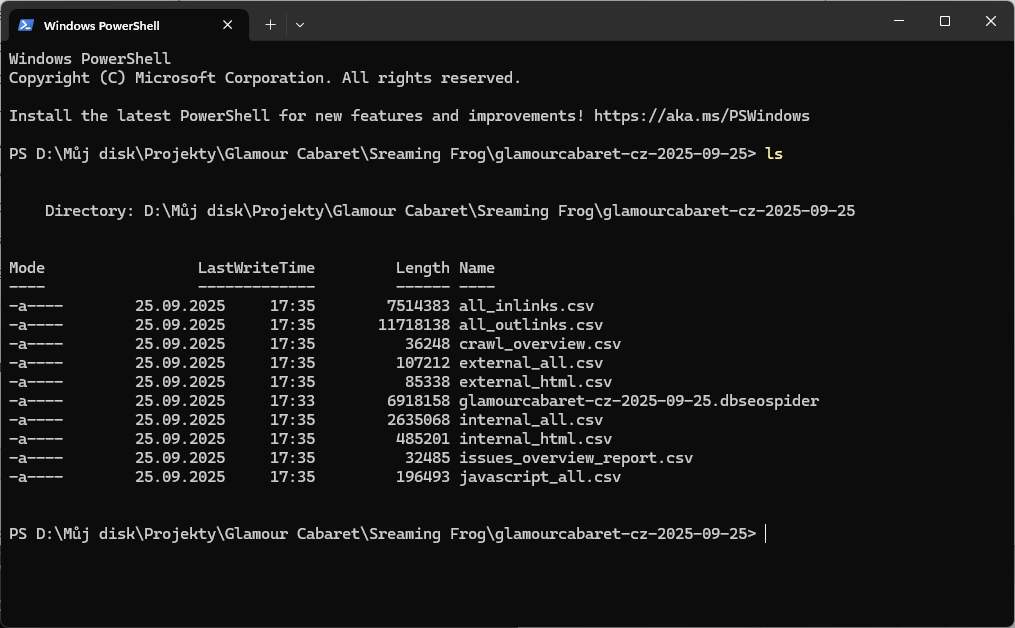 Windows PowerShell
Windows PowerShell
Copyright (C) Microsoft Corporation. All rights reserved.
Install the latest PowerShell for new features and improvements! https://aka.ms/PSWindows
PS D:\Můj disk\Projekty\Glamour Cabaret\Sreaming Frog\glamourcabaret-cz-2025-09-25> ls
Directory: D:\Můj disk\Projekty\Glamour Cabaret\Sreaming Frog\glamourcabaret-cz-2025-09-25
Mode LastWriteTime Length Name
---- ------------- ------ ----
-a---- 25.09.2025 17:35 7514383 all_inlinks.csv
-a---- 25.09.2025 17:35 11718138 all_outlinks.csv
-a---- 25.09.2025 17:35 36248 crawl_overview.csv
-a---- 25.09.2025 17:35 107212 external_all.csv
-a---- 25.09.2025 17:35 85338 external_html.csv
-a---- 25.09.2025 17:33 6918158 glamourcabaret-cz-2025-09-25.dbseospider
-a---- 25.09.2025 17:35 2635068 internal_all.csv
-a---- 25.09.2025 17:35 485201 internal_html.csv
-a---- 25.09.2025 17:35 32485 issues_overview_report.csv
-a---- 25.09.2025 17:35 196493 javascript_all.csv
PS D:\Můj disk\Projekty\Glamour Cabaret\Sreaming Frog\glamourcabaret-cz-2025-09-25>